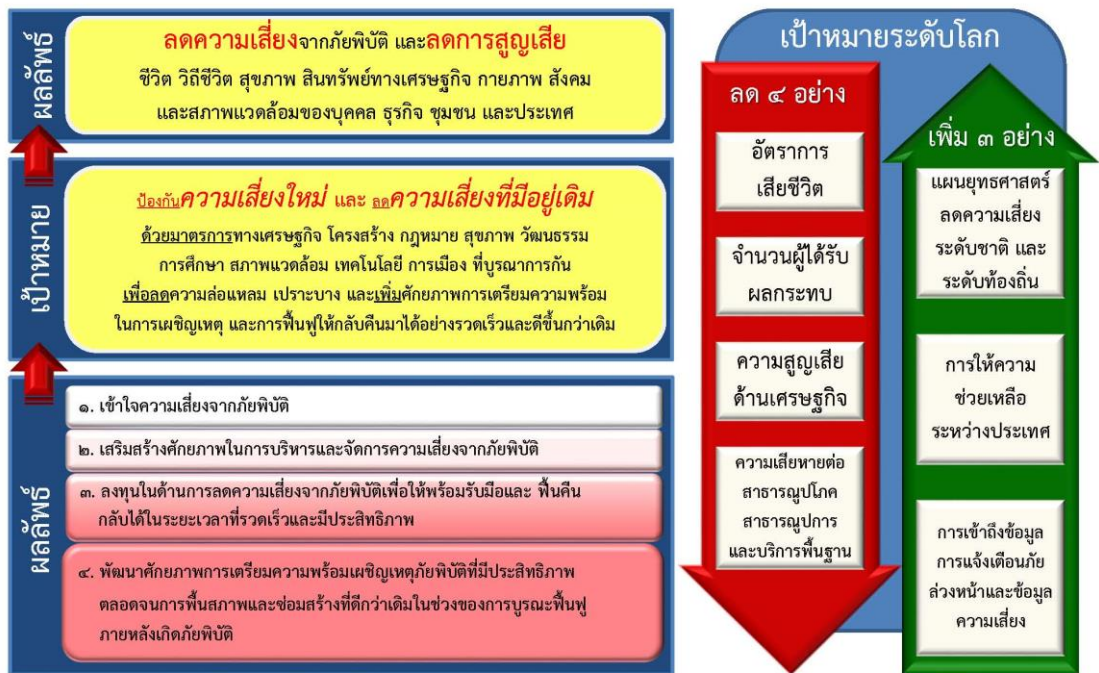 ผลลัพธ์
ลดความเสี่ยงจากภัยพิบัติ และลดการสูญเสีย
ชีวิต วิถีชีวิต สุขภาพ สินทรัพย์ทางเศรษฐกิจ กายภาพ สังคม
และสภาพแวดล้อมของบุคคล ธุรกิจ ชุมชน และประเทศ
เป้าหมาย
ป้องกันความเสี่ยงใหม่ และ ลดความเสี่ยงที่มีอยู่เดิม
ด้วยมาตรการทางเศรษฐกิจ โครงสร้าง กฎหมาย สุขภาพ วัฒนธรรม
การศึกษา สภาพแวดล้อม เทคโนโลยี การเมือง ที่บูรณาการกัน
เพื่อลดความล่อแหลม เปราะบาง และเพิ่มศักยภาพการเตรียมความพร้อม
ในการเผชิญเหตุ และการฟื้นฟูให้กลับคืนมาได้อย่างรวดเร็วและดีขึ้นกว่าเดิม
ผลลัพธ์
๑. เข้าใจความเสี่ยงจากภัยพิบัติ
๒. เสริมสร้างศักยภาพในการบริหารและจัดการความเสี่ยงจากภัยพิบัติ
๓. ลงทุนในด้านการลดความเสี่ยงจากภัยพิบัติเพื่อให้พร้อมรับมือและ ฟื้นคืน
กลับได้ในระยะเวลาที่รวดเร็วและมีประสิทธิภาพ
๔. พัฒนาศักยภาพการเตรียมความพร้อมเผชิญเหตุภัยพิบัติที่มีประสิทธิภาพ
ตลอดจนการพื้นสภาพและซ่อมสร้างที่ดีกว่าเดิมในช่วงของการบูรณะฟื้นฟู
ภายหลังเกิดภัยพิบัติ
เป้าหมายระดับโลก
ลด ๔ อย่าง
อัตราการ
เสียชีวิต
จำนวนผู้ได้รับ
ผลกระทบ
ความสูญเสีย
ด้านเศรษฐกิจ
ความเสียหายต่อ
สาธารณูปโภค
สาธารณูปการ
และบริการพื้นฐาน
เพิ่ม ๓ อย่าง
แผนยุทธศาสตร์
ลดความเสี่ยง
ระดับชาติ และ
ระดับท้องถิ่น
การให้ความ
ช่วยเหลือ
ระหว่างประเทศ
การเข้าถึงข้อมูล
การแจ้งเตือนภัย
ล่วงหน้าและข้อมูล
ความเสี่ยง